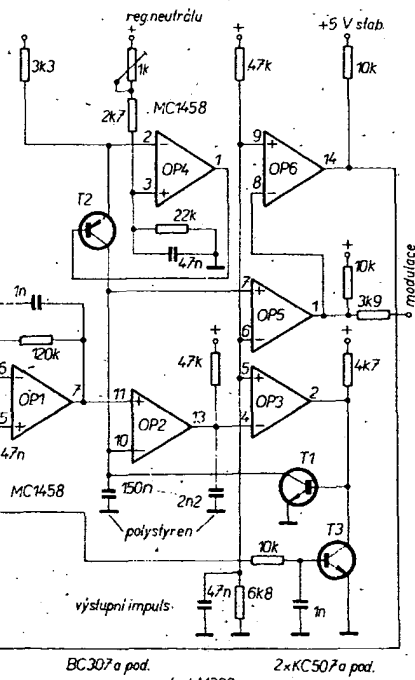 reg.neutrálu
+5 V stab.
+
+
3k3
1k
47k
10k
2k7
MC1458
2
-
OP4
1
3
+
9
+
OP6
14
8
-
T2
22k
47n
+
10k
3k9
modulace
1n
120k
7
+
OP5
1
6
-
+
+
47k
4k7
6
-
OP1
7
5
+
47n
11
+
OP2
13
10
-
5
+
OP3
2
4
-
T1
MC1458
150n
2n2
polystyren
T3
10k
výstupní impuls
47n
6k8
1n
BC307 a pod.
2xKC507 a pod.